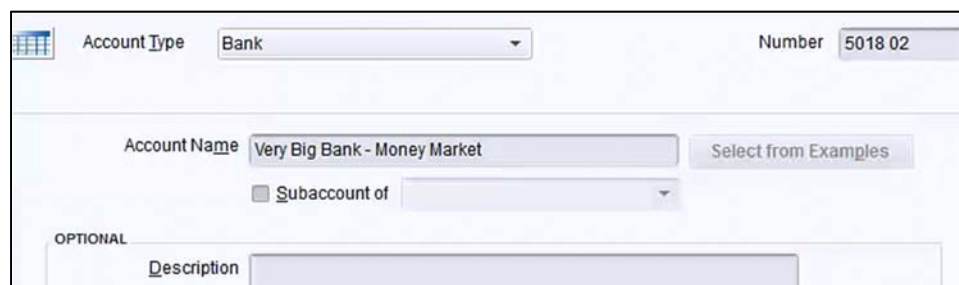 Account Type Bank Number 5018 02
Account Name Very Big Bank - Money Market Select from Examples
Subaccount of
OPTIONAL
Description